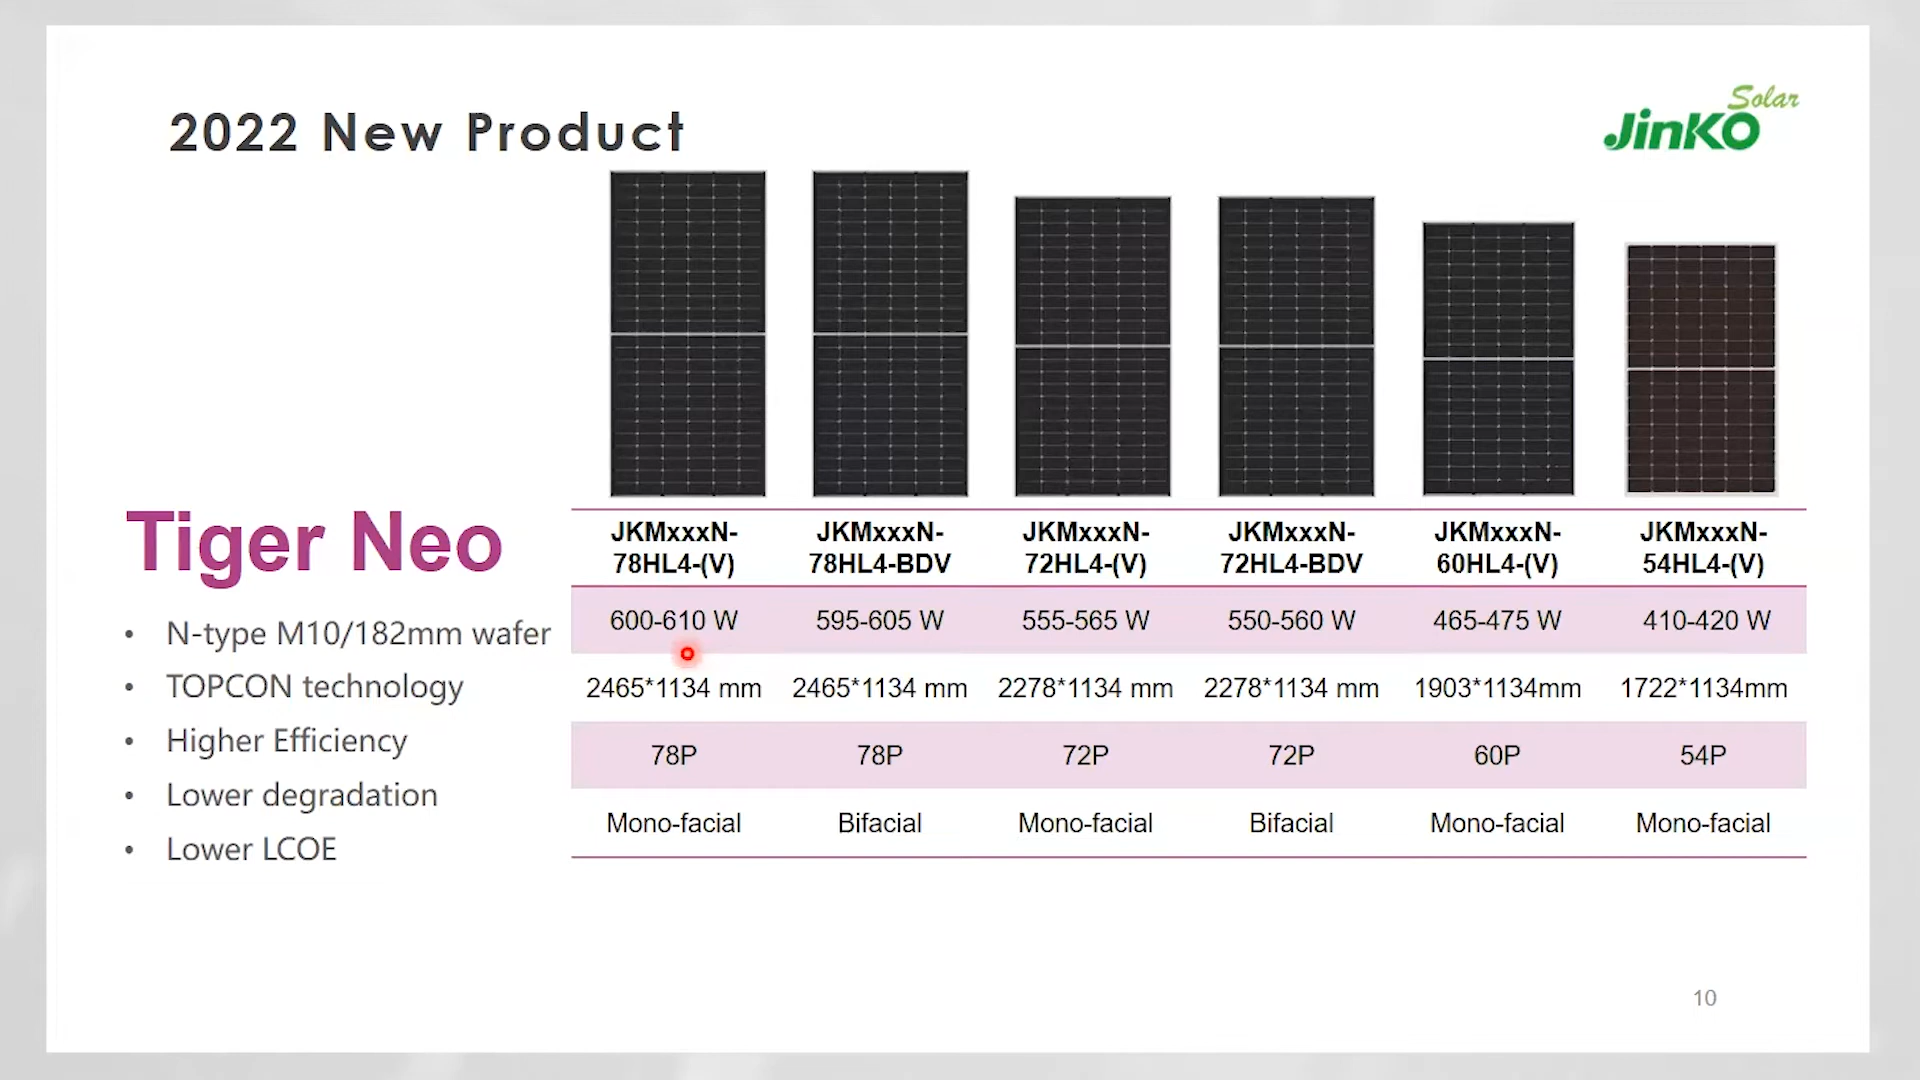 2022 New Product
Solar
JinKO
Tiger Neo
• N-type M10/182mm wafer
• TOPCON technology
• Higher Efficiency
• Lower degradation
• Lower LCOE
JKMxxxN- JKMxxxN- JKMxxxN- JKMxxxN- JKMxxxN- JKMxxxN-
78HL4-(V) 78HL4-BDV 72HL4-(V) 72HL4-BDV 60HL4-(V) 54HL4-(V)
600-610 W 595-605 W 555-565 W 550-560 W 465-475 W 410-420 W
2465*1134 mm 2465*1134 mm 2278*1134 mm 2278*1134 mm 1903*1134mm 1722*1134mm
78P 78P 72P 72P 60P 54P
Mono-facial Bifacial Mono-facial Bifacial Mono-facial Mono-facial
10